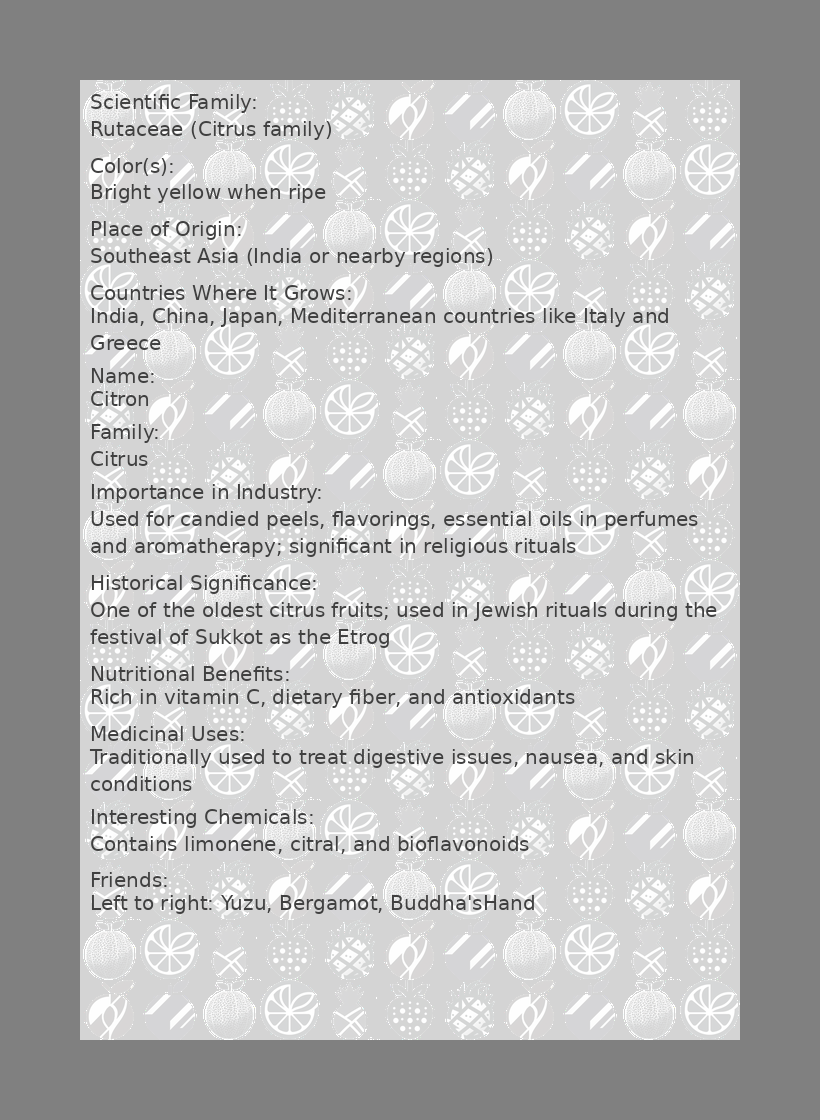 Scientific Family:
Rutaceae (Citrus family)
Color(s):
Bright yellow when ripe
Place of Origin:
Southeast Asia (India or nearby regions)
Countries Where It Grows:
India, China, Japan, Mediterranean countries like Italy and
Greece
Name:
Citron
Family:
Citrus
Importance in Industry:
Used for candied peels, flavorings, essential oils in perfumes
and aromatherapy; significant in religious rituals
Historical Significance:
One of the oldest citrus fruits; used in Jewish rituals during the
festival of Sukkot as the Etrog
Nutritional Benefits:
Rich in vitamin C, dietary fiber, and antioxidants
Medicinal Uses:
Traditionally used to treat digestive issues, nausea, and skin
conditions
Interesting Chemicals:
Contains limonene, citral, and bioflavonoids
Friends:
Left to right: Yuzu, Bergamot, Buddha'sHand